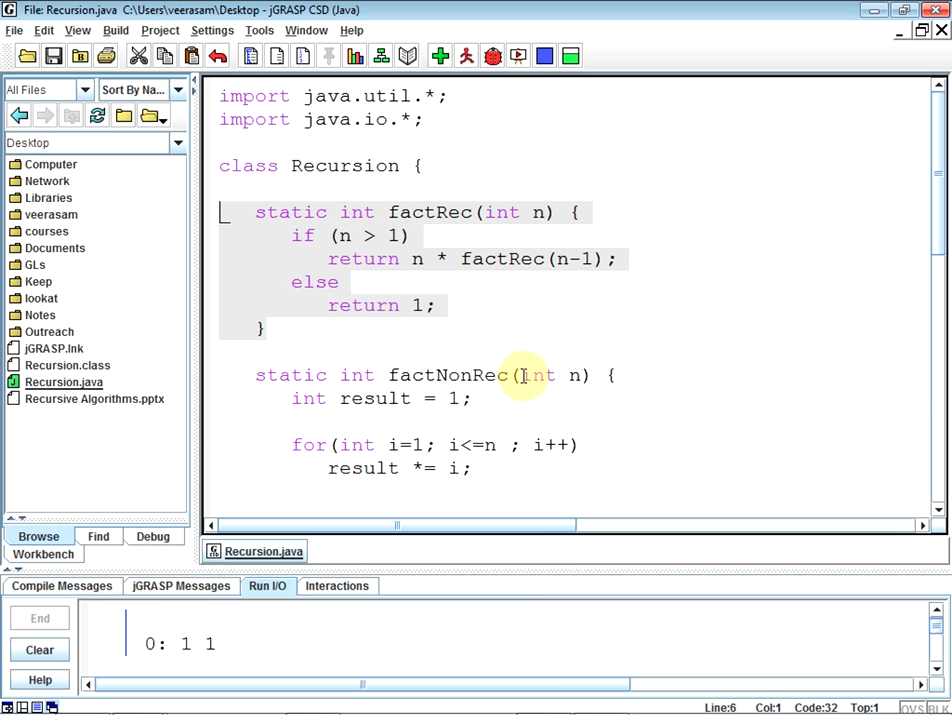 File: Recursion.java  C:\Users\veerasam\Desktop - jGRASP CSD (Java)
File Edit View Build Project Settings Tools Window Help
All Files Sort By Na...
Desktop
Computer
Network
Libraries
veerasam
courses
Documents
GLs
Keep
lookat
Notes
Outreach
jGRASP.lnk
Recursion.class
Recursion.java
Recursive Algorithms.pptx
Browse Find Debug
Workbench
import java.util.*;
import java.io.*;
class Recursion {
static int factRec(int n) {
if (n > 1)
return n * factRec(n-1);
else
return 1;
}
static int factNonRec(int n) {
int result = 1;
for(int i=1; i<=n ; i++)
result *= i;
Recursion.java
Compile Messages jGRASP Messages Run I/O Interactions
End
Clear
Help
0: 1 1
Line:6 Col:1 Code:32 Top:1 OVS BLK